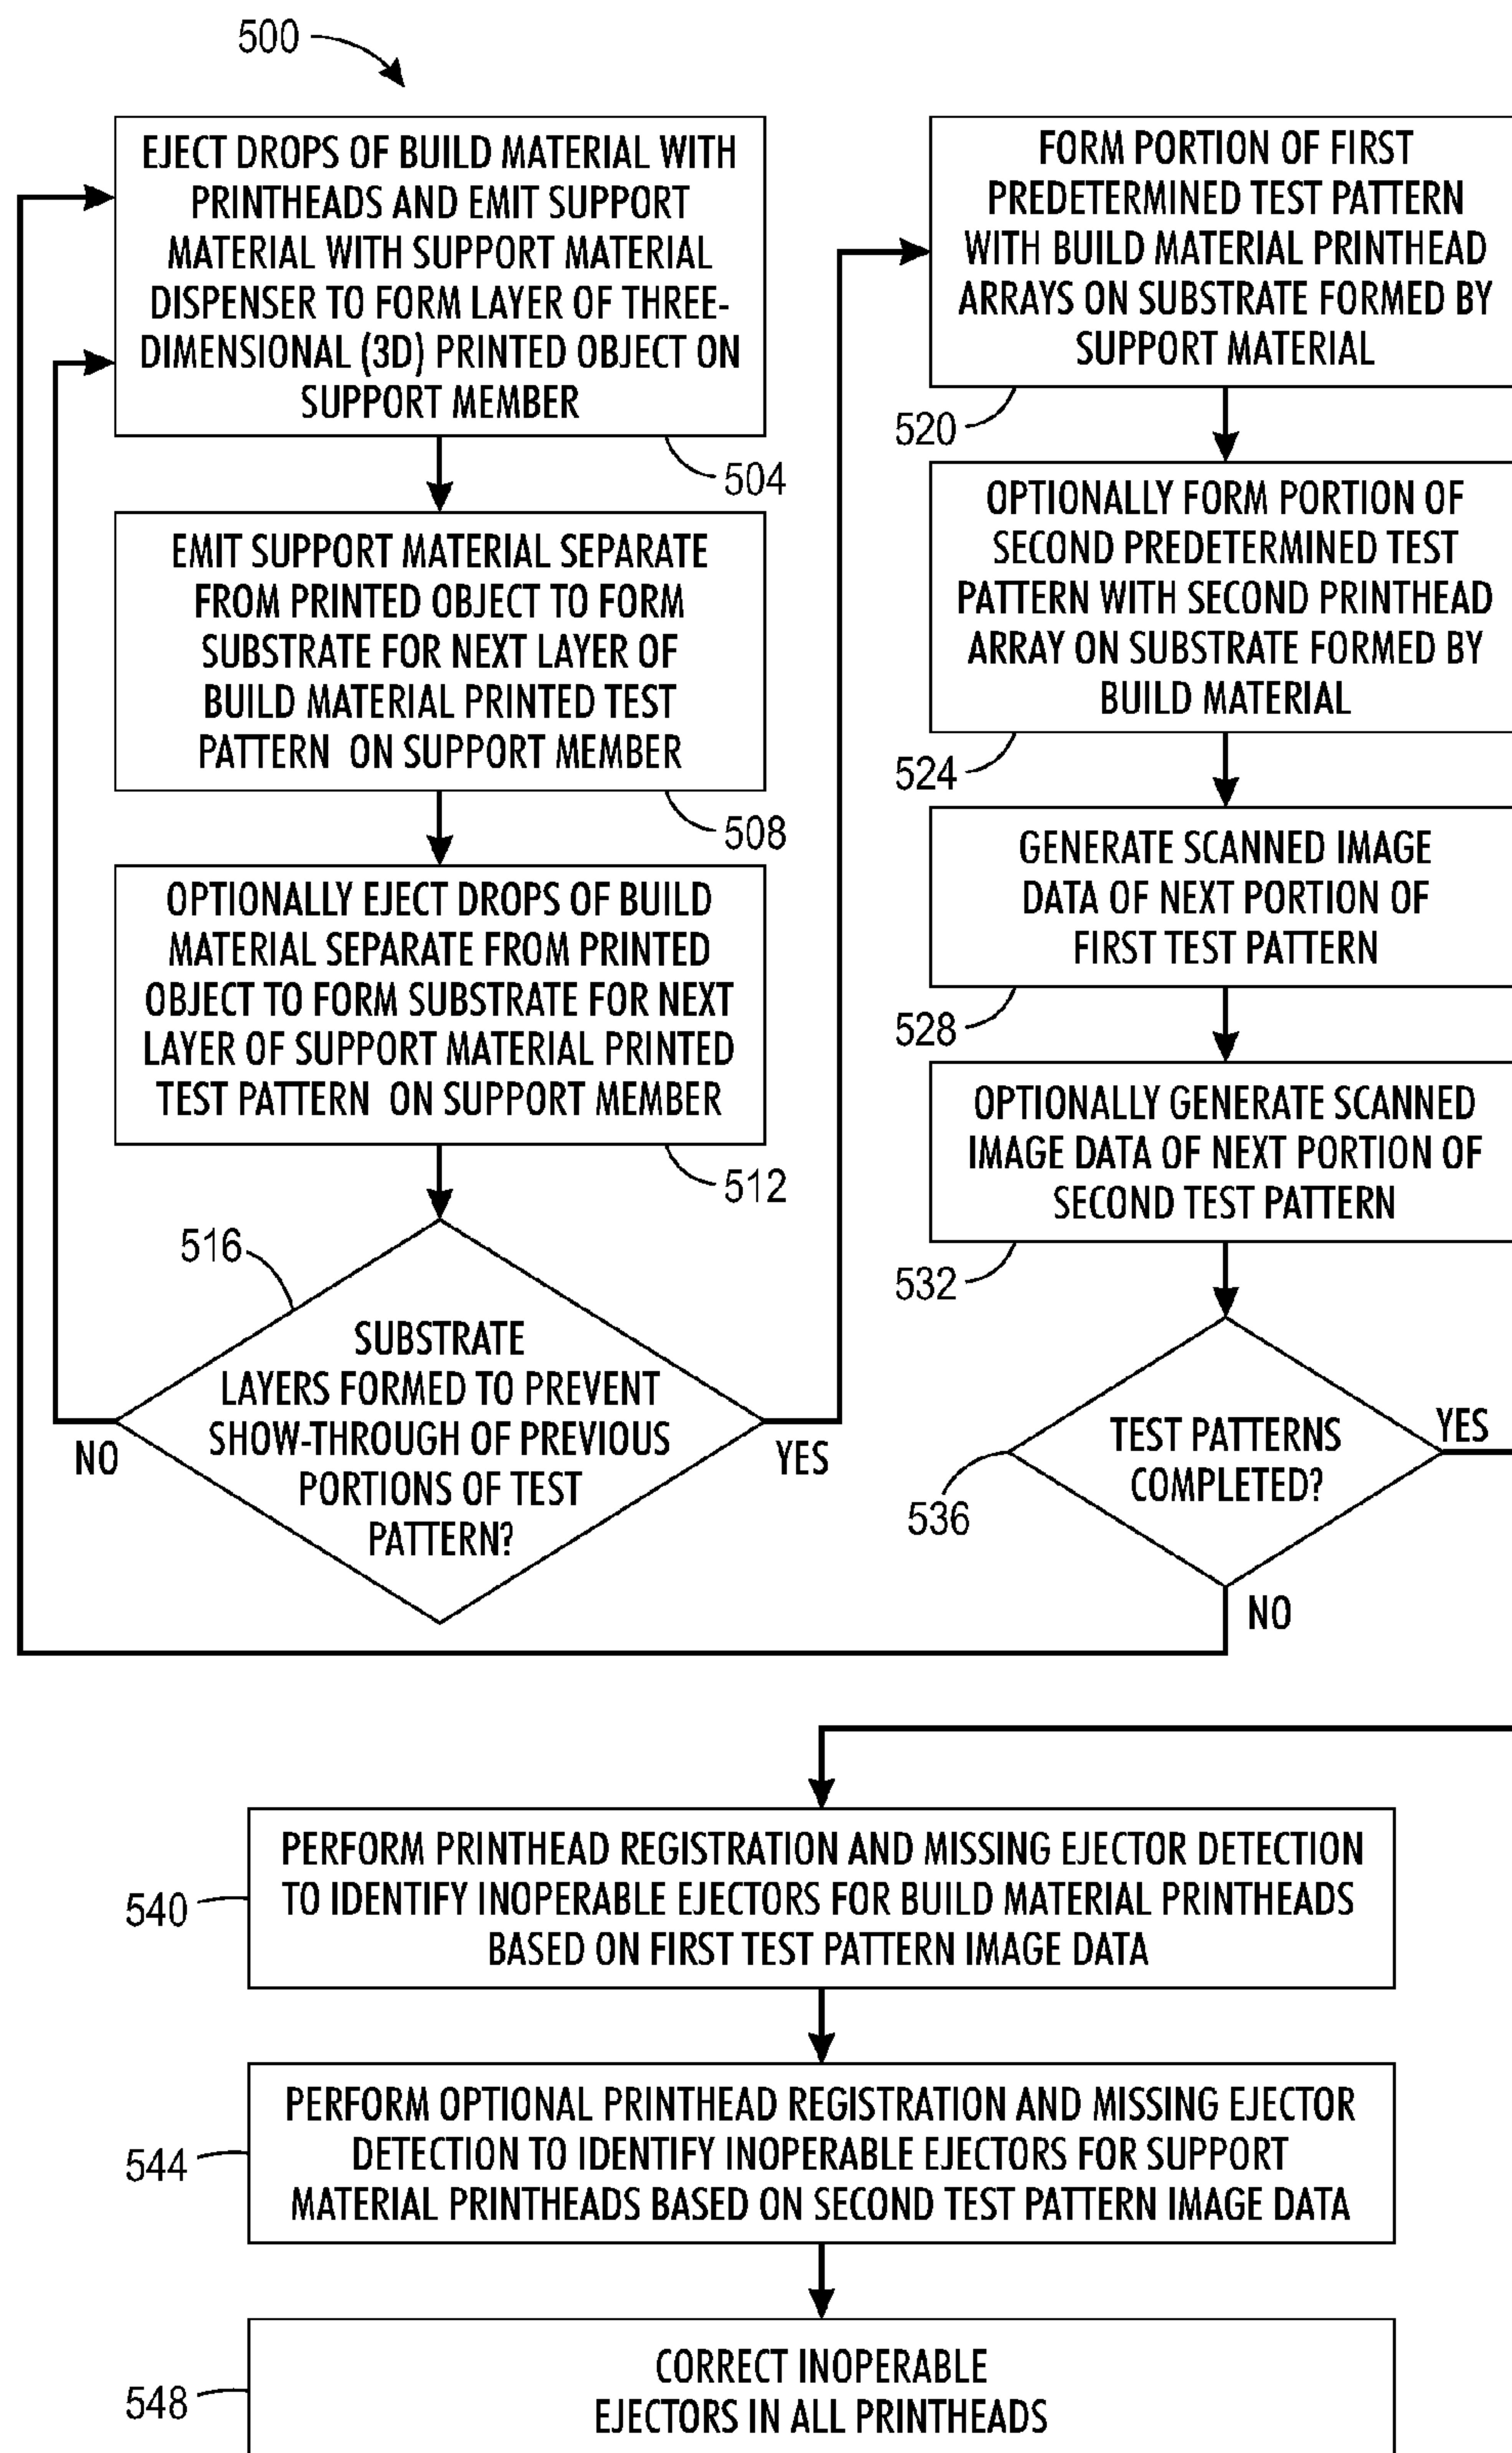 500
EJECT DROPS OF BUILD MATERIAL WITH
PRINTHEADS AND EMIT SUPPORT
MATERIAL WITH SUPPORT MATERIAL
DISPENSER TO FORM LAYER OF THREE-
DIMENSIONAL (3D) PRINTED OBJECT ON
SUPPORT MEMBER
504
EMIT SUPPORT MATERIAL SEPARATE
FROM PRINTED OBJECT TO FORM
SUBSTRATE FOR NEXT LAYER OF
BUILD MATERIAL PRINTED TEST
PATTERN ON SUPPORT MEMBER
508
OPTIONALLY EJECT DROPS OF BUILD
MATERIAL SEPARATE FROM PRINTED
OBJECT TO FORM SUBSTRATE FOR NEXT
LAYER OF SUPPORT MATERIAL PRINTED
TEST PATTERN ON SUPPORT MEMBER
512
516
SUBSTRATE
LAYERS FORMED TO PREVENT
SHOW-THROUGH OF PREVIOUS
PORTIONS OF TEST
PATTERN?
NO
YES
FORM PORTION OF FIRST
PREDETERMINED TEST PATTERN
WITH BUILD MATERIAL PRINTHEAD
ARRAYS ON SUBSTRATE FORMED BY
SUPPORT MATERIAL
520
OPTIONALLY FORM PORTION OF
SECOND PREDETERMINED TEST
PATTERN WITH SECOND PRINTHEAD
ARRAY ON SUBSTRATE FORMED BY
BUILD MATERIAL
524
GENERATE SCANNED IMAGE
DATA OF NEXT PORTION OF
FIRST TEST PATTERN
528
OPTIONALLY GENERATE SCANNED
IMAGE DATA OF NEXT PORTION OF
SECOND TEST PATTERN
532
TEST PATTERNS
COMPLETED?
536
YES
NO
PERFORM PRINTHEAD REGISTRATION AND MISSING EJECTOR DETECTION
TO IDENTIFY INOPERABLE EJECTORS FOR BUILD MATERIAL PRINTHEADS
BASED ON FIRST TEST PATTERN IMAGE DATA
540
PERFORM OPTIONAL PRINTHEAD REGISTRATION AND MISSING EJECTOR
DETECTION TO IDENTIFY INOPERABLE EJECTORS FOR SUPPORT
MATERIAL PRINTHEADS BASED ON SECOND TEST PATTERN IMAGE DATA
544
CORRECT INOPERABLE
EJECTORS IN ALL PRINTHEADS
548